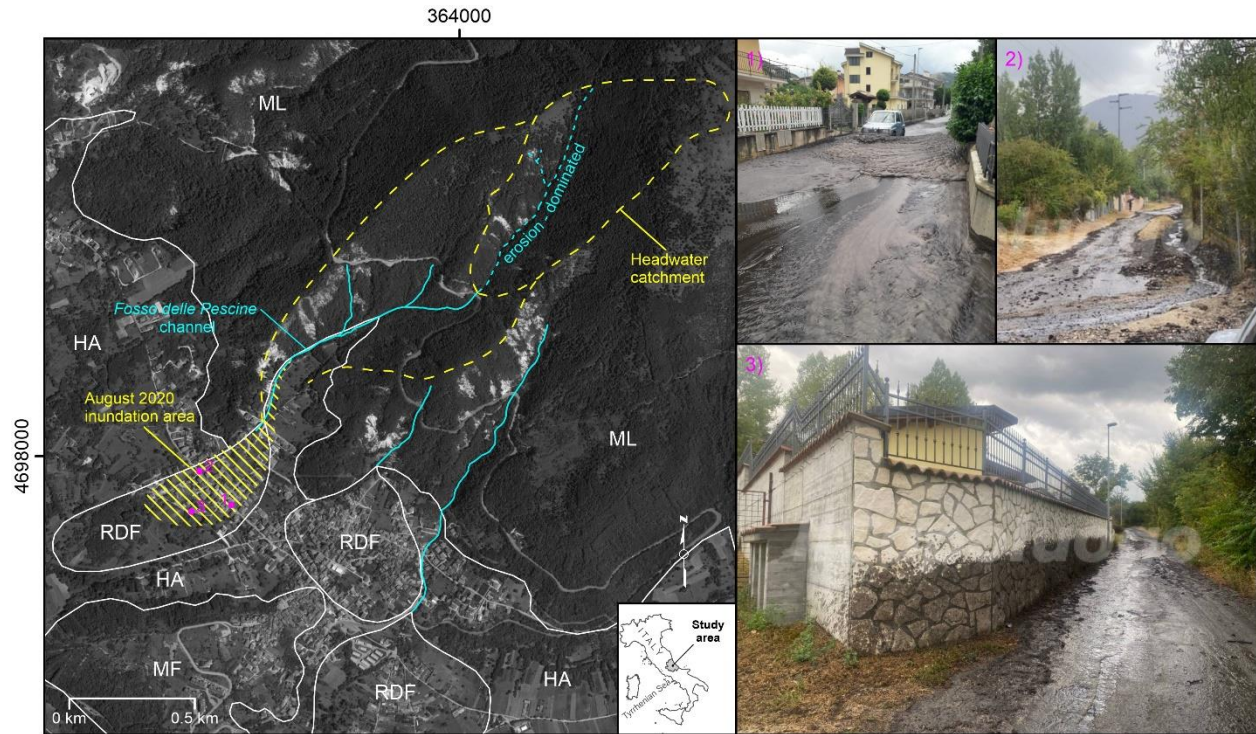 364000
4698000
ML
erosion - dominated
Headwater
catchment
Fosso delle Pescine
channel
HA
August 2020
inundation area
ML
RDF
RDF
HA
MF
RDF
HA
N
0 km
0.5 km
ITALY
Study
area
Tyrrhenian Sea
1)
2)
3)